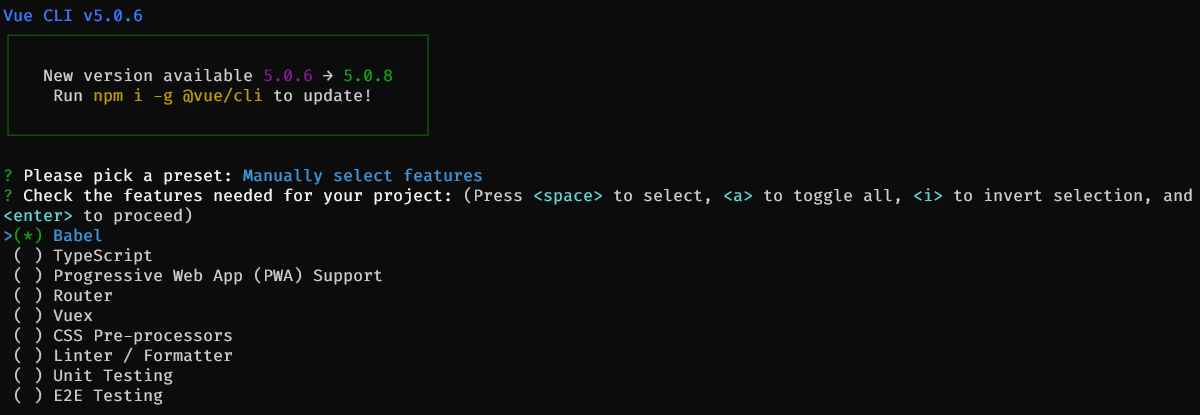 Vue CLI v5.0.6
New version available 5.0.6 → 5.0.8
Run npm i -g @vue/cli to update!
? Please pick a preset: Manually select features
? Check the features needed for your project: (Press <space> to select, <a> to toggle all, <i> to invert selection, and
<enter> to proceed)
>(*) Babel
( ) TypeScript
( ) Progressive Web App (PWA) Support
( ) Router
( ) Vuex
( ) CSS Pre-processors
( ) Linter / Formatter
( ) Unit Testing
( ) E2E Testing